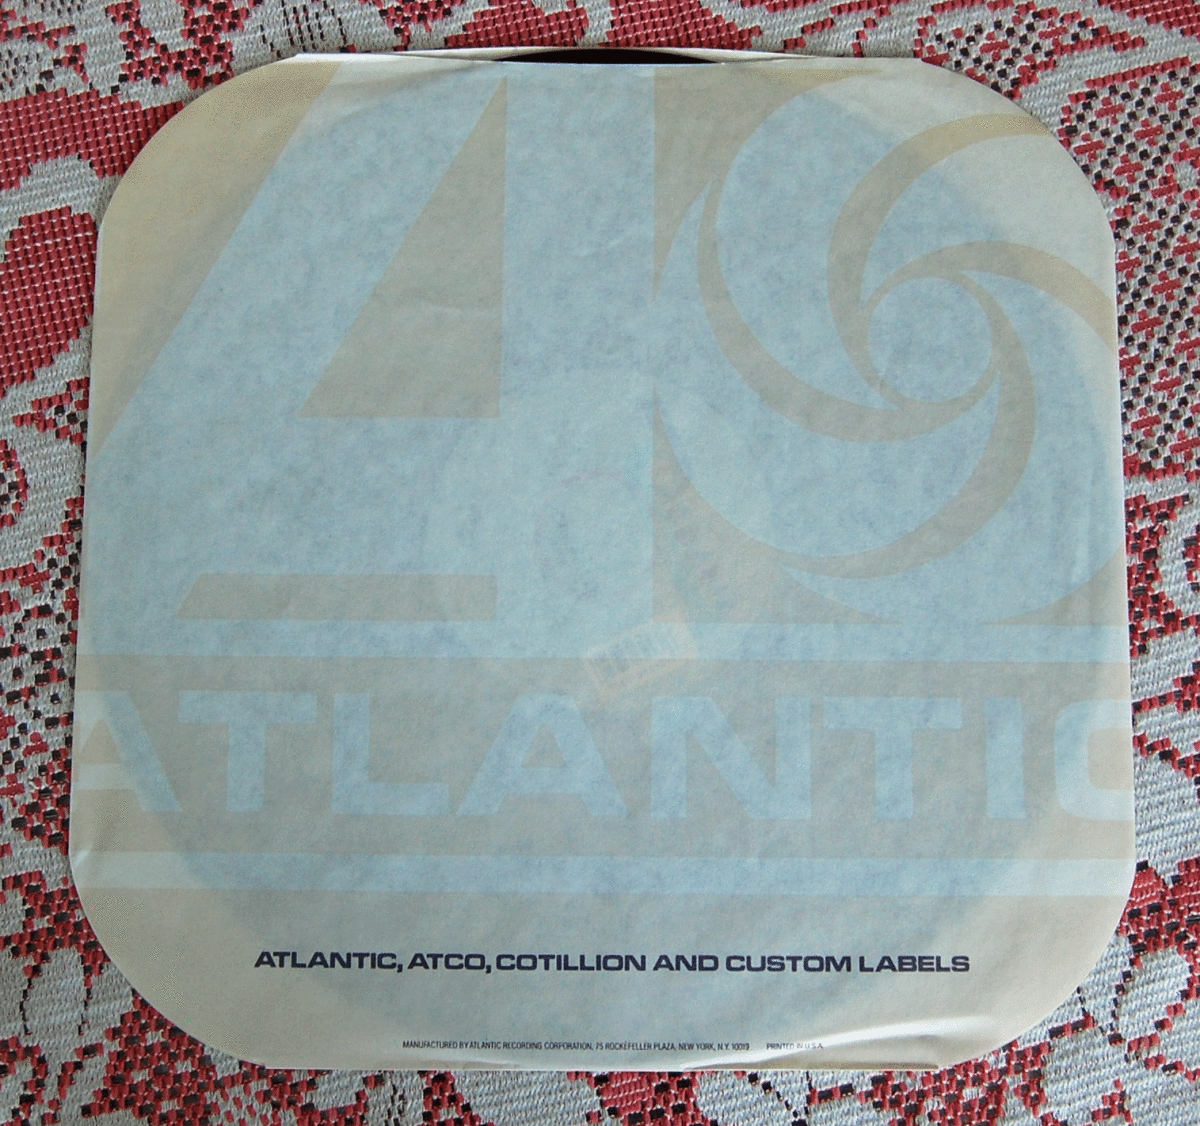 ATLANTIC
ATLANTIC, ATCO, COTILLION AND CUSTOM LABELS
MANUFACTURED BY ATLANTIC RECORDING CORPORATION, 75 ROCKEFELLER PLAZA, NEW YORK, N.Y. 10019 PRINTED IN U.S.A.